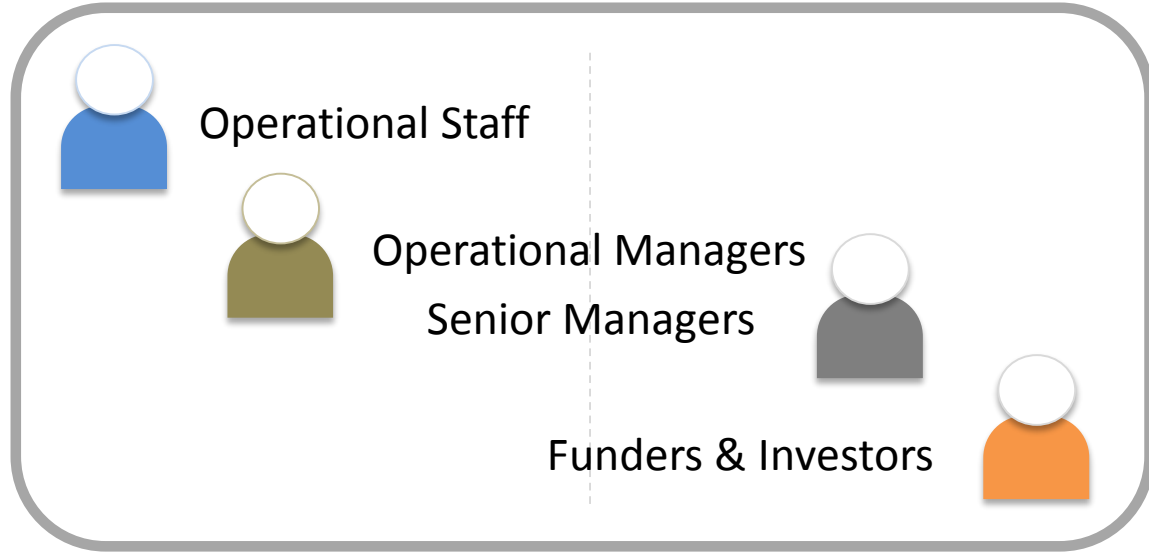 Operational Staff
Operational Managers
Senior Managers
Funders & Investors